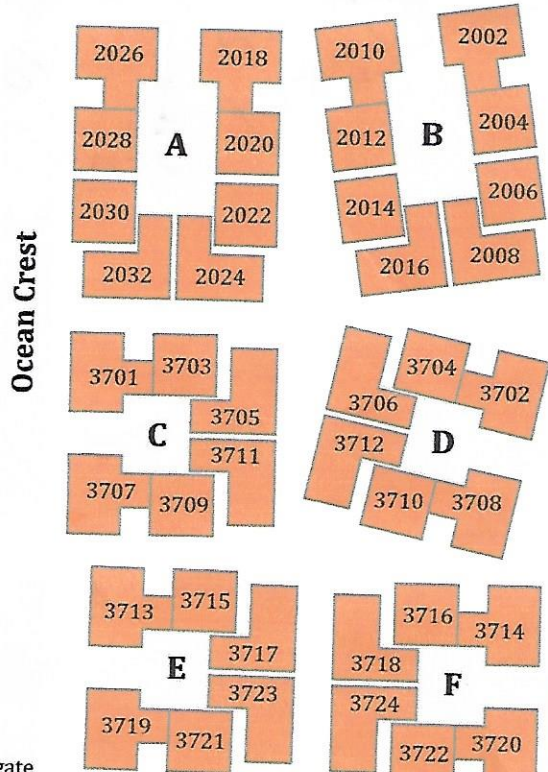 2026 2018 2010 2002
2028 A 2020 2012 B 2004
2030 2022 2014 2006
2032 2024 2016 2008
Ocean Crest
3701 3703 3704 3702
3705 3706
C D
3711 3712
3707 3709 3710 3708
3713 3715 3716 3714
3717 3718
E F
3723 3724
3719 3721 3722 3720
gate